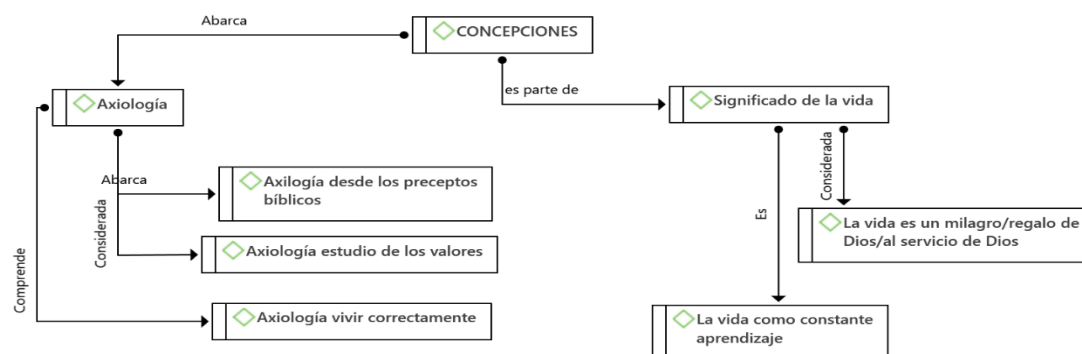 Abarca
CONCEPCIONES
es parte de
Axiología
Significado de la vida
Abarca
Axilogía desde los preceptos
bíblicos
Considerada
Axiología estudio de los valores
Comprende
Axiología vivir correctamente
Considerada
La vida es un milagro/regalo de
Dios/al servicio de Dios
Es
La vida como constante
aprendizaje